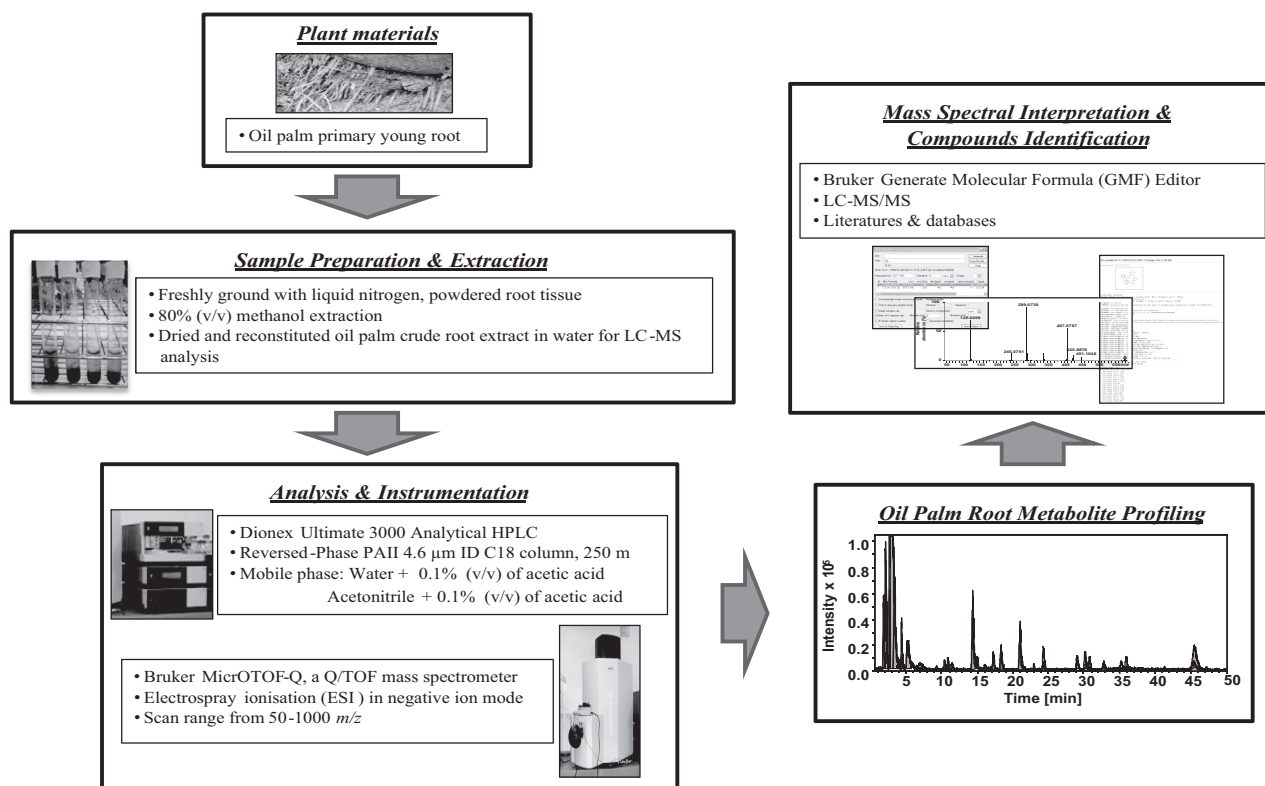 Plant materials
• Oil palm primary young root
Sample Preparation & Extraction
• Freshly ground with liquid nitrogen, powdered root tissue
• 80% (v/v) methanol extraction
• Dried and reconstituted oil palm crude root extract in water for LC-MS
analysis
Analysis & Instrumentation
• Dionex Ultimate 3000 Analytical HPLC
• Reversed-Phase PAII 4.6 µm ID C18 column, 250 m
• Mobile phase: Water + 0.1% (v/v) of acetic acid
Acetonitrile + 0.1% (v/v) of acetic acid
• Bruker MicrOTOF-Q, a Q/TOF mass spectrometer
• Electrospray ionisation (ESI ) in negative ion mode
• Scan range from 50-1000 m/z
Oil Palm Root Metabolite Profiling
Intensity x 10⁶
1.0
0.8
0.6
0.4
0.2
0.0
5 10 15 20 25 30 35 40 45 50
Time [min]
Mass Spectral Interpretation &
Compounds Identification
• Bruker Generate Molecular Formula (GMF) Editor
• LC-MS/MS
• Literatures & databases
289.0758
407.0787